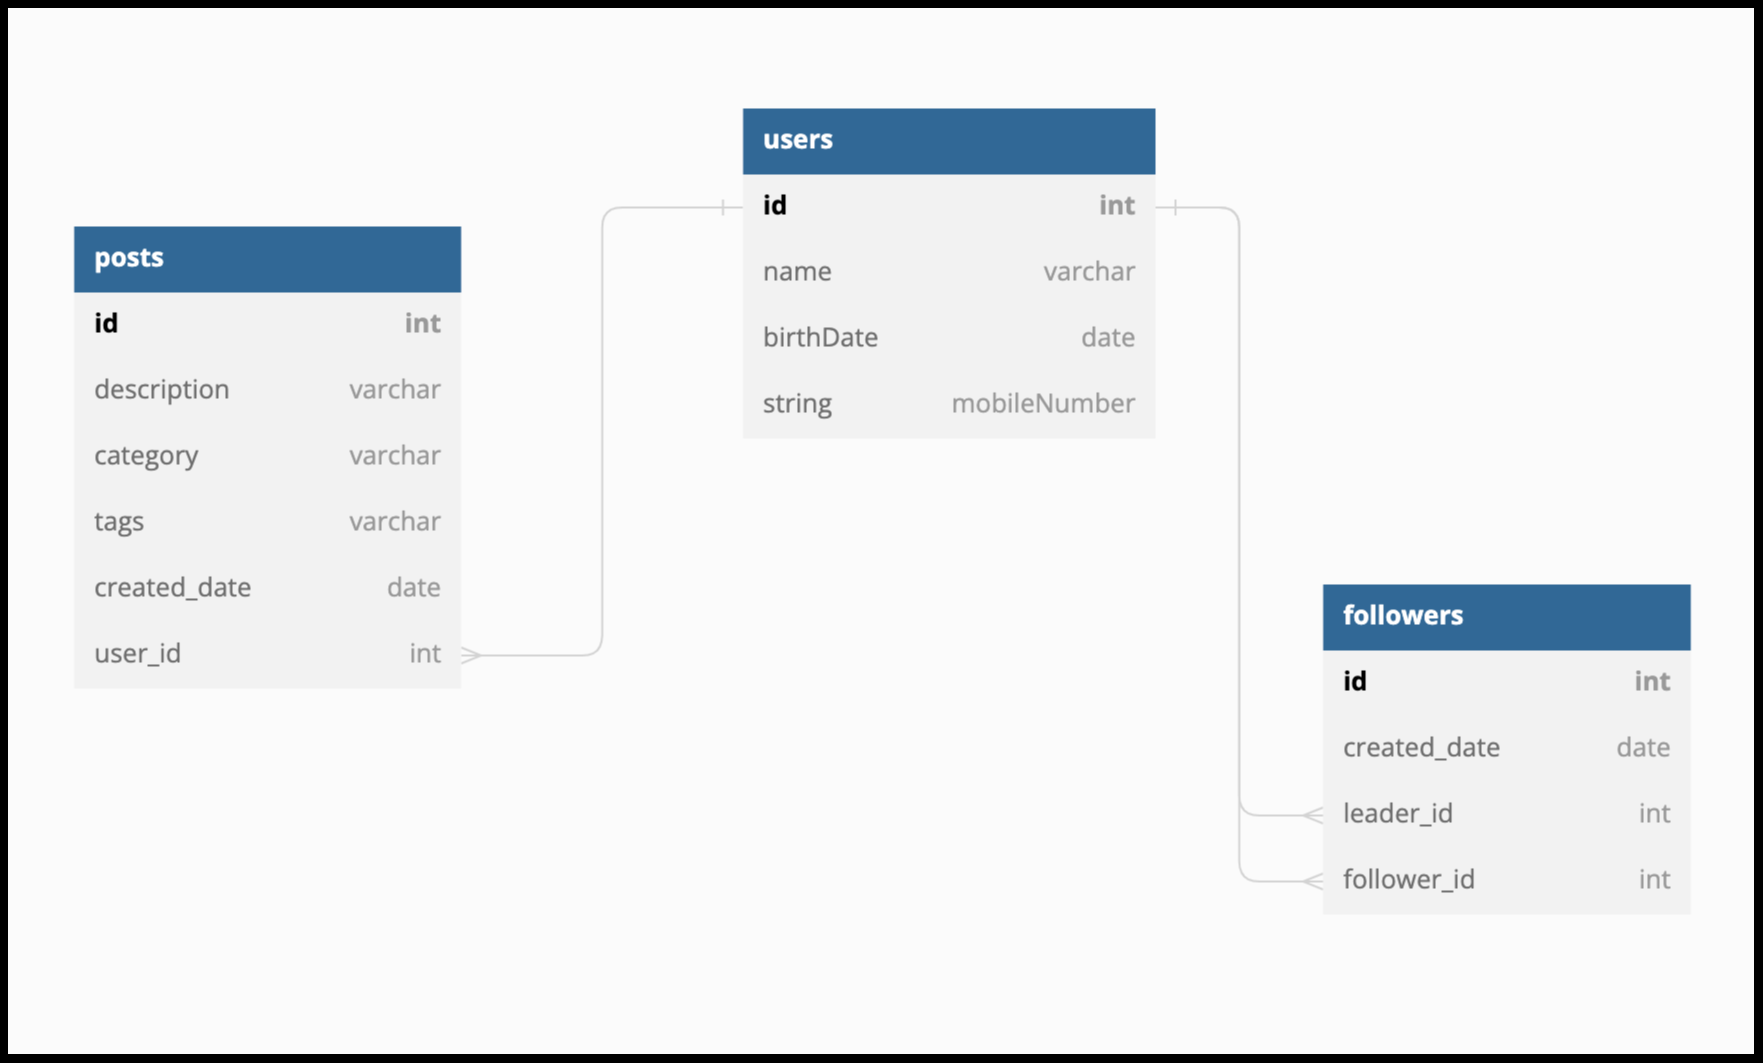 posts
id int
description varchar
category varchar
tags varchar
created_date date
user_id int
users
id int
name varchar
birthDate date
string mobileNumber
followers
id int
created_date date
leader_id int
follower_id int